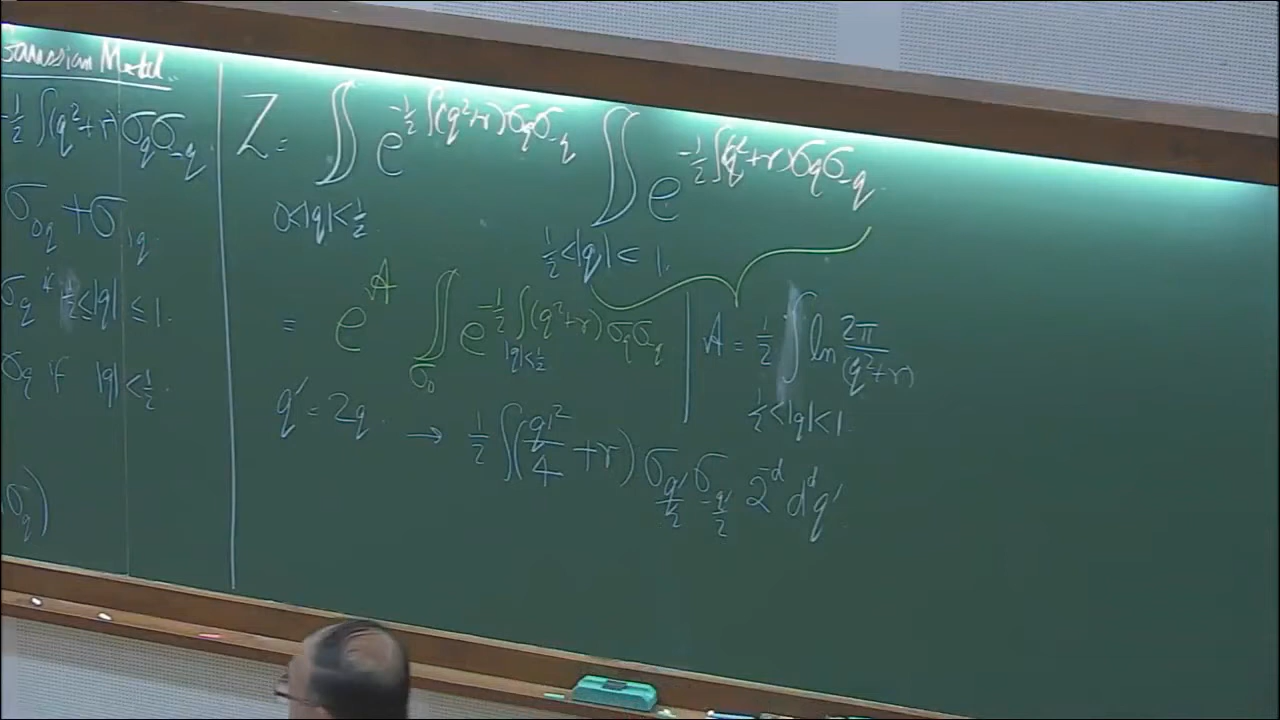 Gaussian Model.
-1/2 ∫(q²+r) σ_q σ_-q
σ_0q + σ_1q
σ_q if 1/2 ≤ |q| ≤ 1.
σ_q if |q| < 1/2
σ_q)
Z = ∬ e^{-1/2 ∫(q²+r) σ_q σ_-q} ∬ e^{-1/2 ∫(q²+r) σ_q σ_-q}
0<|q|<1/2
1/2<|q|<1.
= e^A ∬ e^{-1/2 ∫(q²+r) σ_q σ_q} | A = 1/2 ∫ ln 2π/(q²+r)
σ_0 |q|<1/2
1/2<|q|<1
q' = 2q → 1/2 ∫(q'²/4 + r) σ_{q'/2} σ_{-q'/2} 2^{-d} d^d q'